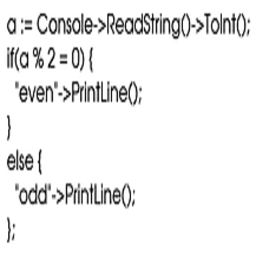 a := Console->ReadString()->ToInt();
if(a % 2 = 0) {
  "even"->PrintLine();
}
else {
  "odd"->PrintLine();
};